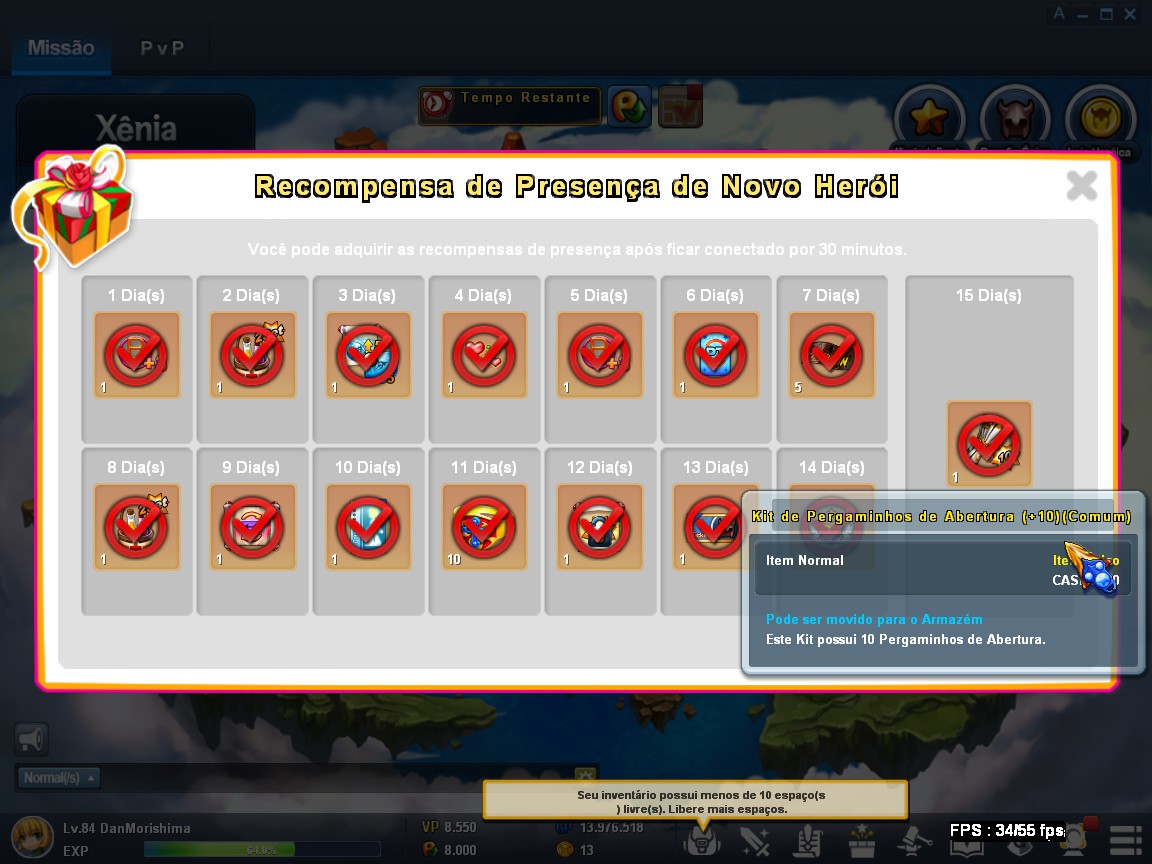 A
Missão
P v P
Tempo Restante
Xênia
Recompensa de Presença de Novo Herói
Você pode adquirir as recompensas de presença após ficar conectado por 30 minutos.
1 Dia(s) 2 Dia(s) 3 Dia(s) 4 Dia(s) 5 Dia(s) 6 Dia(s) 7 Dia(s) 15 Dia(s)
1 1 1 1 1 1 5
8 Dia(s) 9 Dia(s) 10 Dia(s) 11 Dia(s) 12 Dia(s) 13 Dia(s) 14 Dia(s)
1
1 1 1 10 1 1
Kit de Pergaminhos de Abertura (+10)(Comum)
Item Normal
Pode ser movido para o Armazém
Este Kit possui 10 Pergaminhos de Abertura.
Normal(/s)
Seu inventário possui menos de 10 espaço(s
) livre(s). Libere mais espaços.
Lv.84 DanMorishima
VP 8.550
13.976.518
FPS : 34/55 fps
EXP
64.0%
8.000
13